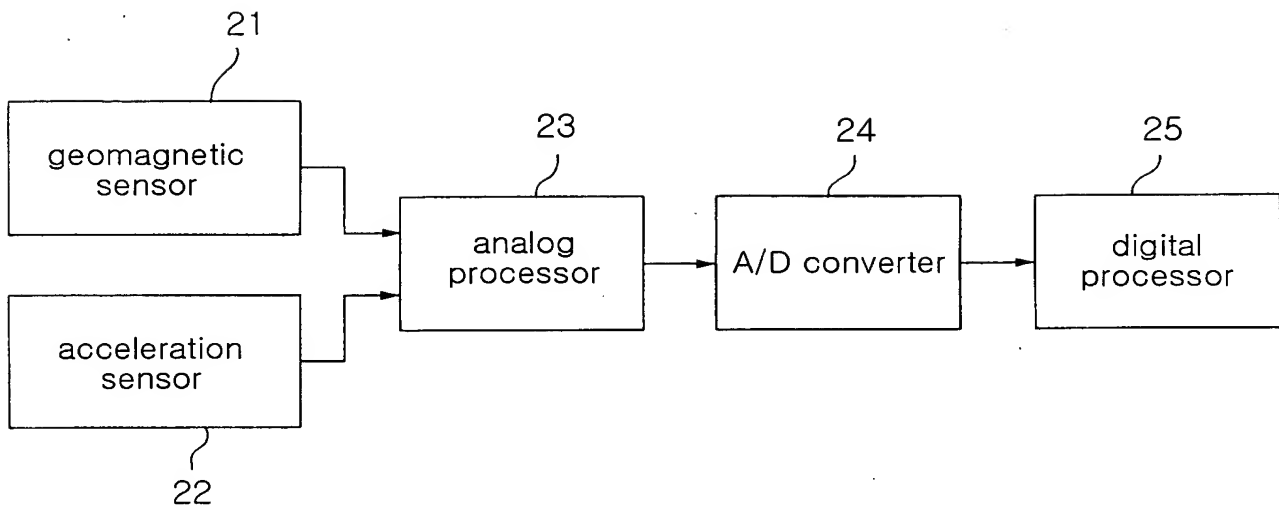 21
geomagnetic
sensor
23
analog
processor
24
A/D converter
25
digital
processor
acceleration
sensor
22